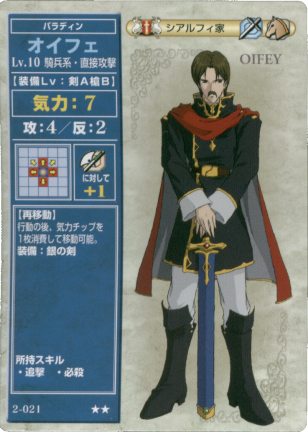 パラディン
オイフェ
Lv.10 騎兵系・直接攻撃
【装備Lv：剣A槍B】
気力：7
攻：4／反：2
に対して
+1
【再移動】
行動の後、気力チップを
1枚消費して移動可能。
装備：銀の剣
所持スキル
・追撃 ・必殺
2-021 ★★
シアルフィ家
OIFEY